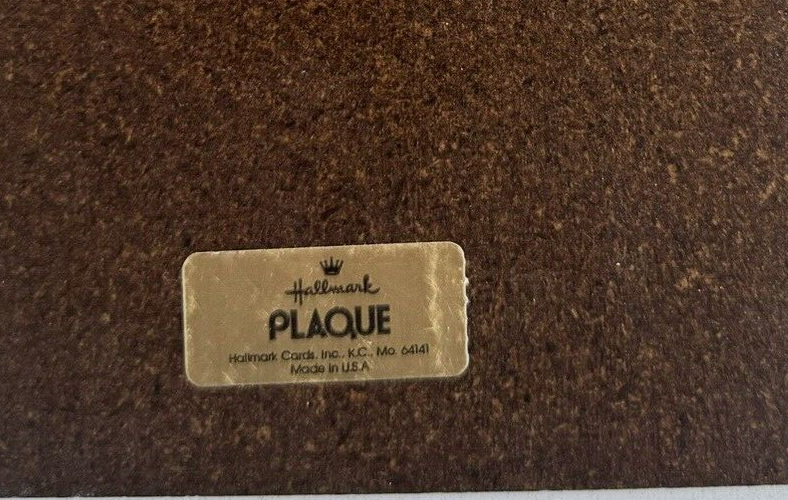 Hallmark
PLAQUE
Hallmark Cards, Inc., K.C., Mo. 64141
Made in U.S.A